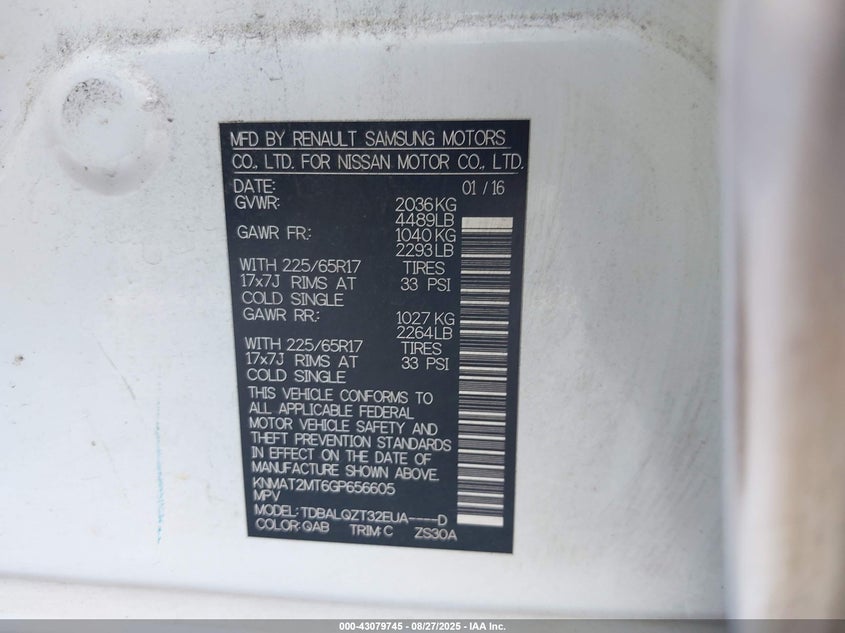 MFD BY RENAULT SAMSUNG MOTORS
CO., LTD. FOR NISSAN MOTOR CO., LTD.
DATE: 01 / 16
GVWR: 2036KG
4489LB
GAWR FR: 1040KG
2293LB
WITH 225/65R17 TIRES
17x7J RIMS AT 33 PSI
COLD SINGLE
GAWR RR: 1027KG
2264LB
WITH 225/65R17 TIRES
17x7J RIMS AT 33 PSI
COLD SINGLE
THIS VEHICLE CONFORMS TO
ALL APPLICABLE FEDERAL
MOTOR VEHICLE SAFETY AND
THEFT PREVENTION STANDARDS
IN EFFECT ON THE DATE OF
MANUFACTURE SHOWN ABOVE.
KNMAT2MT6GP656605
MPV
MODEL: TDBALQZT32EUA----D
COLOR: QAB TRIM: C ZS30A
000-43079745 - 08/27/2025 - IAA Inc.